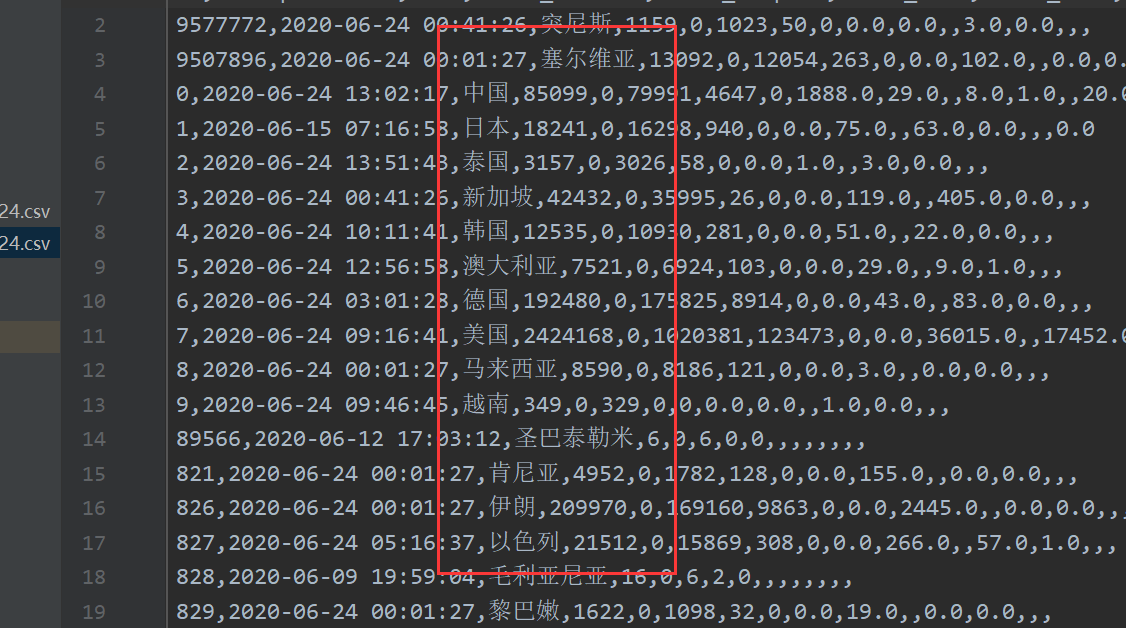 2 9577772,2020-06-24 00:41:26,突尼斯,1159,0,1023,50,0,0.0,0.0,,3.0,0.0,,,
3 9507896,2020-06-24 00:01:27,塞尔维亚,13092,0,12054,263,0,0.0,102.0,,0.0,0.
4 0,2020-06-24 13:02:17,中国,85099,0,79991,4647,0,1888.0,29.0,,8.0,1.0,,20.0
5 1,2020-06-15 07:16:58,日本,18241,0,16298,940,0,0.0,75.0,,63.0,0.0,,,0.0
6 2,2020-06-24 13:51:43,泰国,3157,0,3026,58,0,0.0,1.0,,3.0,0.0,,,
24.csv 7 3,2020-06-24 00:41:26,新加坡,42432,0,35995,26,0,0.0,119.0,,405.0,0.0,,,
24.csv 8 4,2020-06-24 10:11:41,韩国,12535,0,10930,281,0,0.0,51.0,,22.0,0.0,,,
9 5,2020-06-24 12:56:58,澳大利亚,7521,0,6924,103,0,0.0,29.0,,9.0,1.0,,,
10 6,2020-06-24 03:01:28,德国,192480,0,175825,8914,0,0.0,43.0,,83.0,0.0,,,
11 7,2020-06-24 09:16:41,美国,2424168,0,1020381,123473,0,0.0,36015.0,,17452.0
12 8,2020-06-24 00:01:27,马来西亚,8590,0,8186,121,0,0.0,3.0,,0.0,0.0,,,
13 9,2020-06-24 09:46:45,越南,349,0,329,0,0,0.0,0.0,,1.0,0.0,,,
14 89566,2020-06-12 17:03:12,圣巴泰勒米,6,0,6,0,0,,,,,,,,
15 821,2020-06-24 00:01:27,肯尼亚,4952,0,1782,128,0,0.0,155.0,,0.0,0.0,,,
16 826,2020-06-24 00:01:27,伊朗,209970,0,169160,9863,0,0.0,2445.0,,0.0,0.0,,,
17 827,2020-06-24 05:16:37,以色列,21512,0,15869,308,0,0.0,266.0,,57.0,1.0,,,
18 828,2020-06-09 19:59:04,毛利亚尼亚,16,0,6,2,0,,,,,,,,
19 829,2020-06-24 00:01:27,黎巴嫩,1622,0,1098,32,0,0.0,19.0,,0.0,0.0,,,